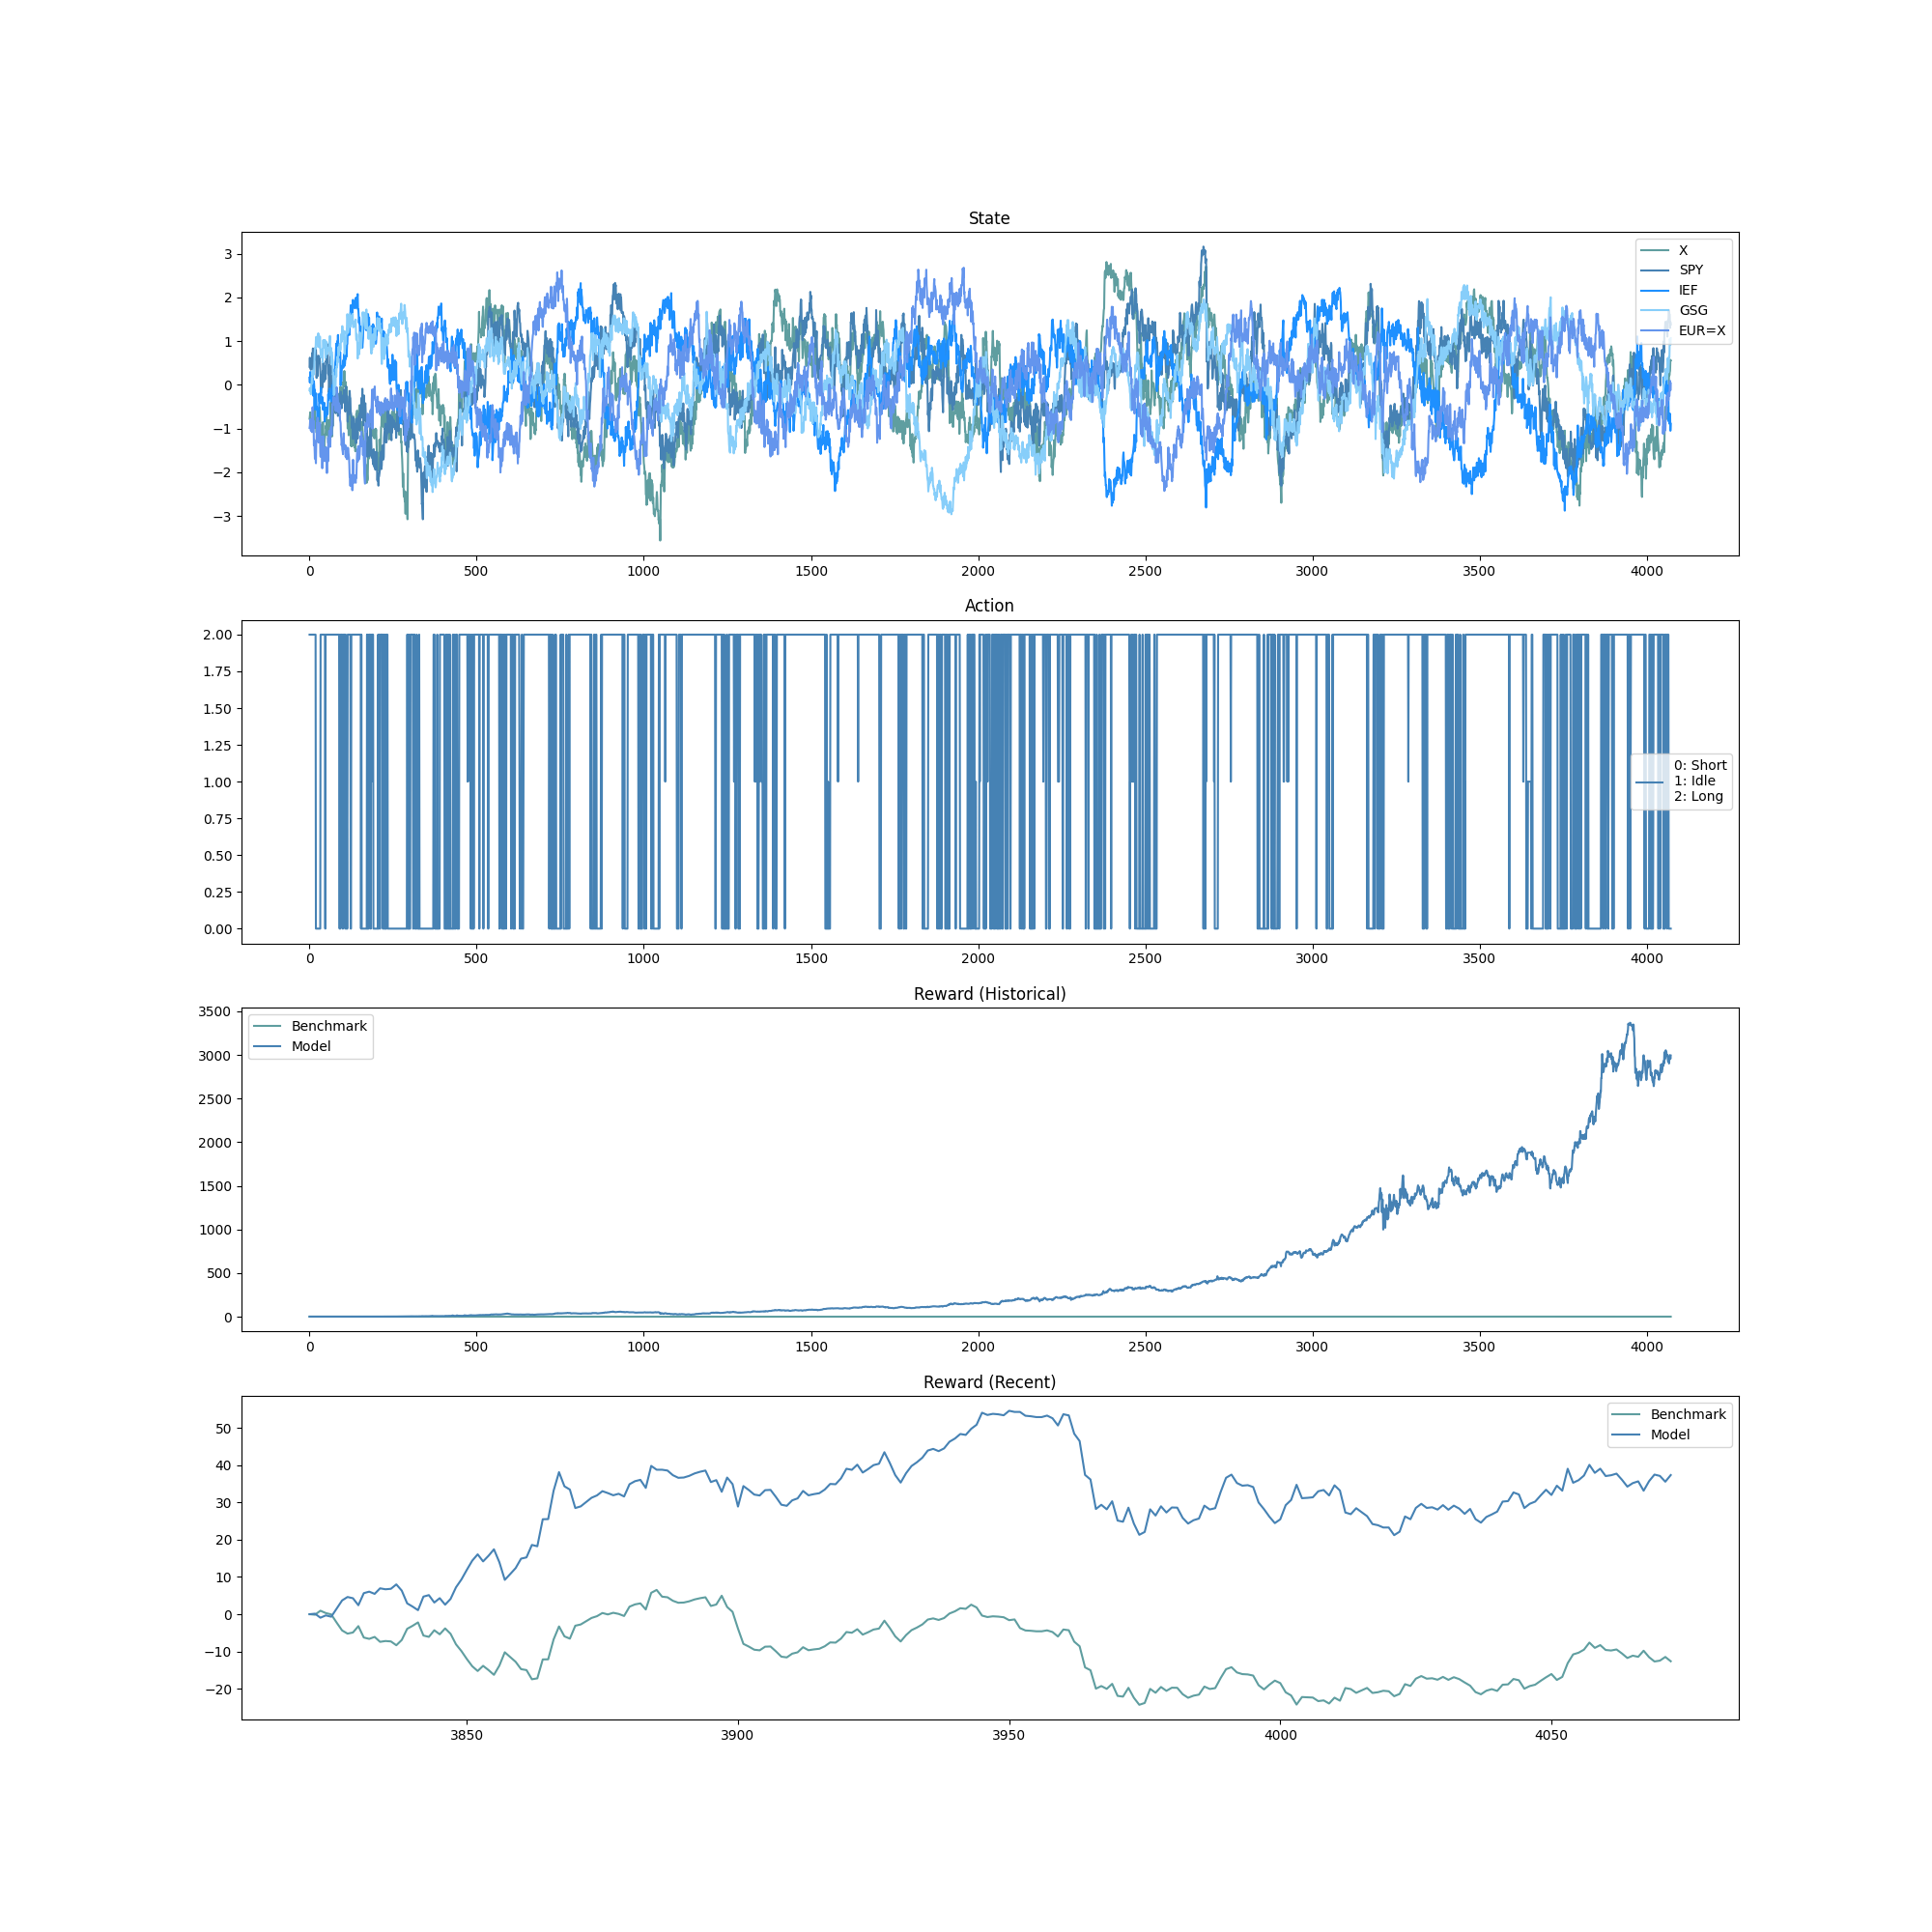 State
3
2
1
0
−1
−2
−3
X
SPY
IEF
GSG
EUR=X
0 500 1000 1500 2000 2500 3000 3500 4000
Action
2.00
1.75
1.50
1.25
1.00
0.75
0.50
0.25
0.00
0: Short
1: Idle
2: Long
0 500 1000 1500 2000 2500 3000 3500 4000
Reward (Historical)
3500
3000
2500
2000
1500
1000
500
0
Benchmark
Model
0 500 1000 1500 2000 2500 3000 3500 4000
Reward (Recent)
50
40
30
20
10
0
−10
−20
Benchmark
Model
3850 3900 3950 4000 4050